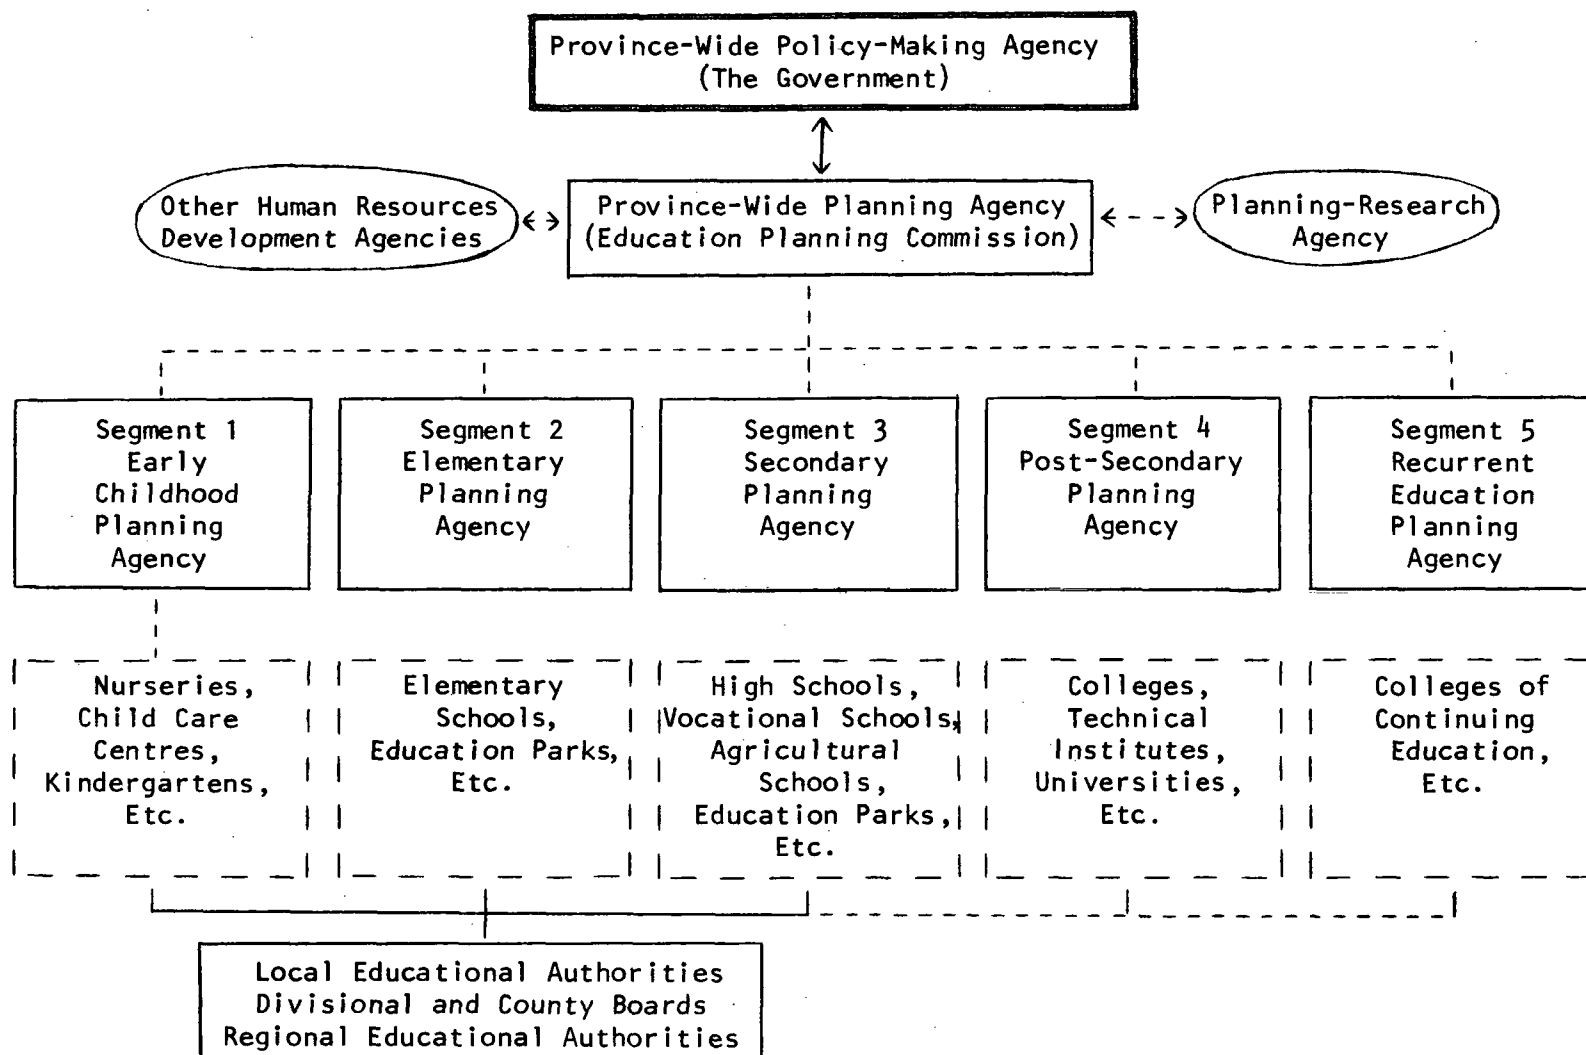 Province-Wide Policy-Making Agency
(The Government)
Other Human Resources
Development Agencies
Province-Wide Planning Agency
(Education Planning Commission)
Planning-Research
Agency
Segment 1
Early
Childhood
Planning
Agency
Segment 2
Elementary
Planning
Agency
Segment 3
Secondary
Planning
Agency
Segment 4
Post-Secondary
Planning
Agency
Segment 5
Recurrent
Education
Planning
Agency
Nurseries,
Child Care
Centres,
Kindergartens,
Etc.
Elementary
Schools,
Education Parks,
Etc.
High Schools,
Vocational Schools,
Agricultural
Schools,
Education Parks,
Etc.
Colleges,
Technical
Institutes,
Universities,
Etc.
Colleges of
Continuing
Education,
Etc.
Local Educational Authorities
Divisional and County Boards
Regional Educational Authorities